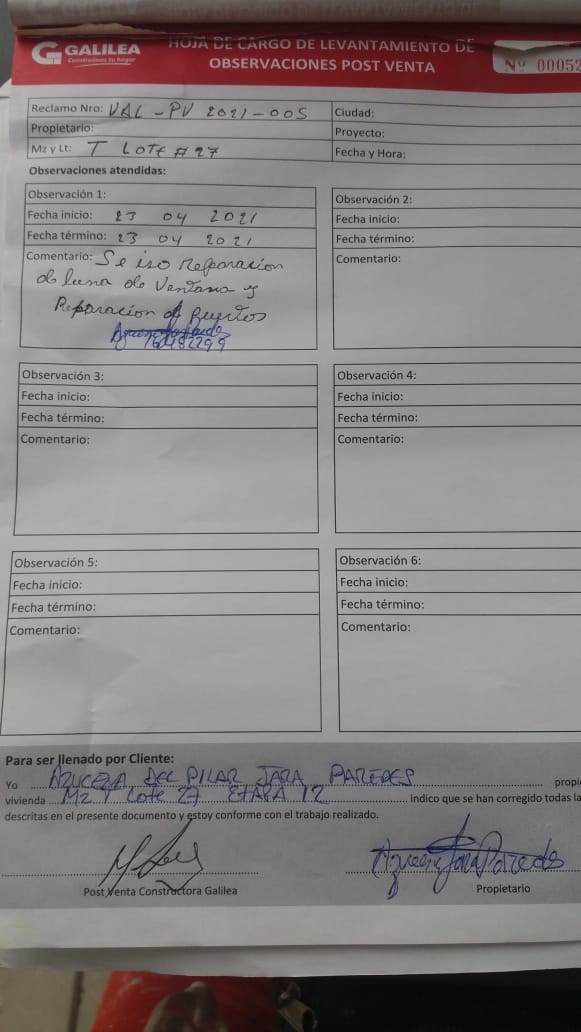 GALILEA
Construimos tu hogar
HOJA DE CARGO DE LEVANTAMIENTO DE
OBSERVACIONES POST VENTA
Nº 00052
Reclamo Nro: VAL-PV 2021-005
Ciudad:
Propietario:
Proyecto:
Mz y Lt: T LOTE #27
Fecha y Hora:
Observaciones atendidas:
Observación 1:
Fecha inicio: 23 04 2021
Fecha término: 23 04 2021
Comentario: Se iso Reparacion
de luna de Ventana y
Reparacion de puertas
Observación 2:
Fecha inicio:
Fecha término:
Comentario:
Observación 3:
Fecha inicio:
Fecha término:
Comentario:
Observación 4:
Fecha inicio:
Fecha término:
Comentario:
Observación 5:
Fecha inicio:
Fecha término:
Comentario:
Observación 6:
Fecha inicio:
Fecha término:
Comentario:
Para ser llenado por Cliente:
Yo AZUCENA DEL PILAR JARA PAREDES propi
vivienda Mz T Lote 27 ETAPA 12 indico que se han corregido todas la
descritas en el presente documento y estoy conforme con el trabajo realizado.
Post Venta Constructora Galilea
Azucena Jara Paredes
Propietario